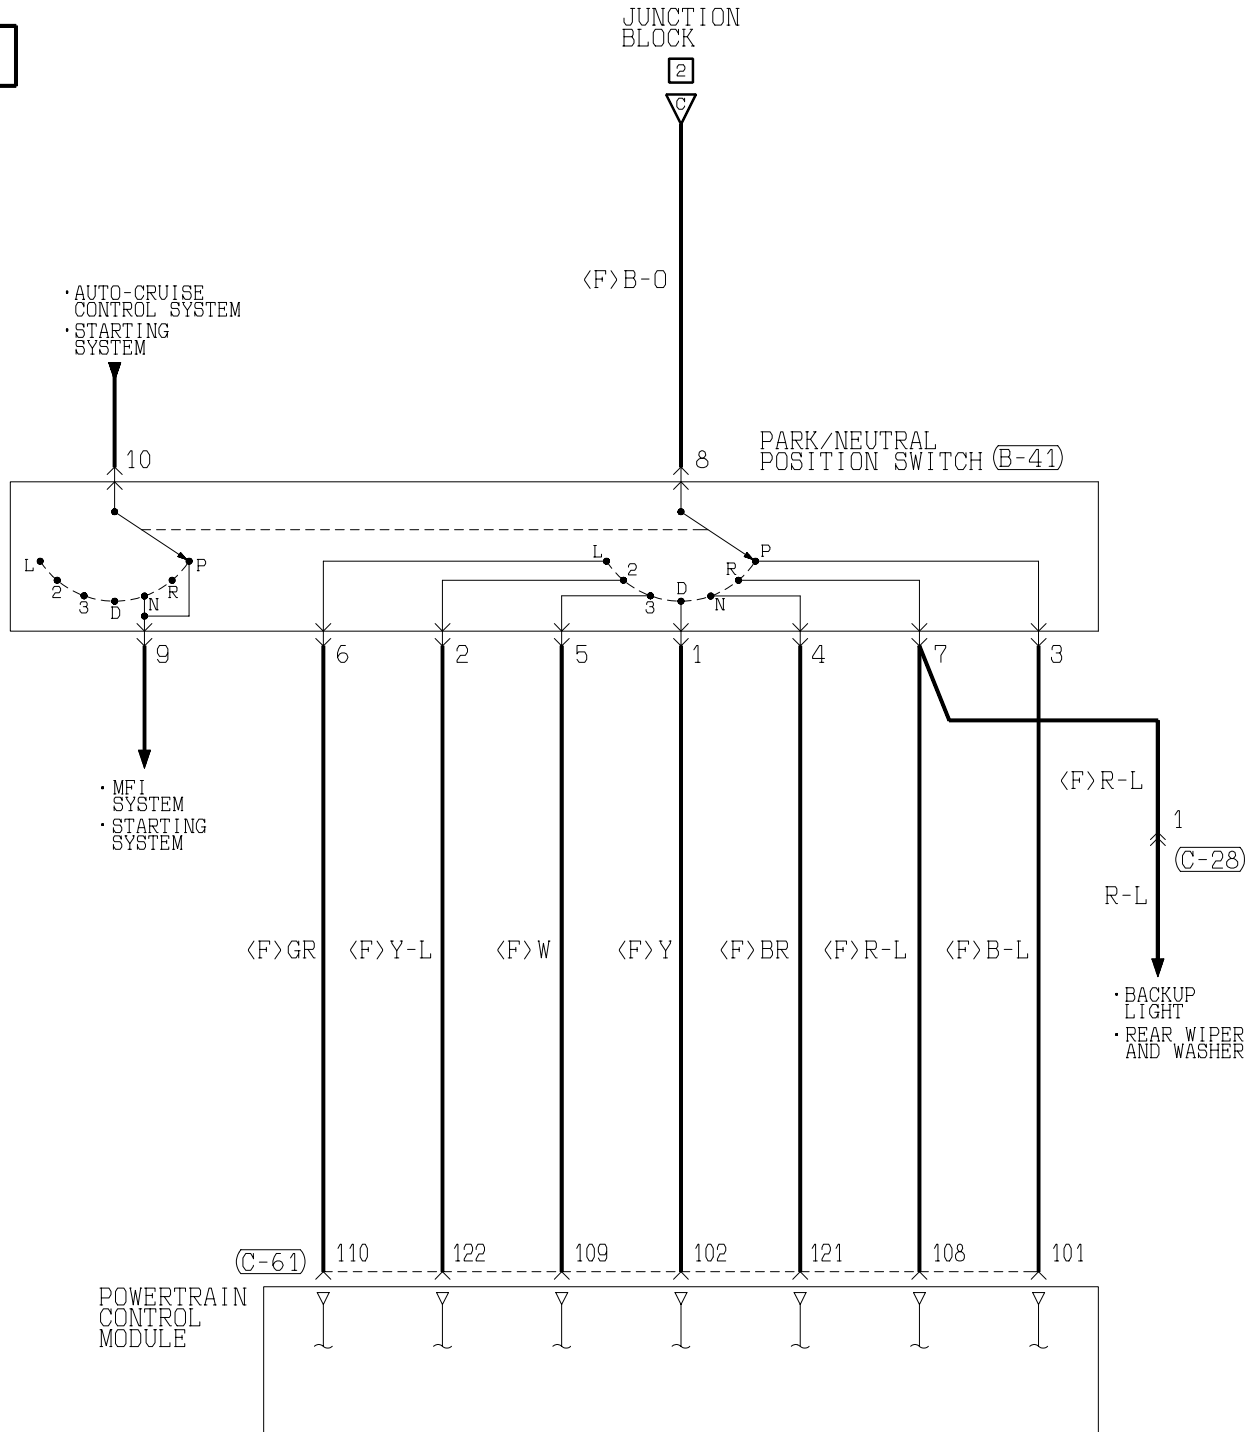 JUNCTION
BLOCK
2
C
〈F〉B-O
·AUTO-CRUISE
CONTROL SYSTEM
·STARTING
SYSTEM
10
8
PARK/NEUTRAL
POSITION SWITCH (B-41)
L
2
3
D
N
R
P
L
2
3
D
N
R
P
9
6
2
5
1
4
7
3
·MFI
SYSTEM
·STARTING
SYSTEM
〈F〉R-L
1
(C-28)
R-L
〈F〉GR
〈F〉Y-L
〈F〉W
〈F〉Y
〈F〉BR
〈F〉R-L
〈F〉B-L
·BACKUP
LIGHT
·REAR WIPER
AND WASHER
(C-61)
110
122
109
102
121
108
101
POWERTRAIN
CONTROL
MODULE